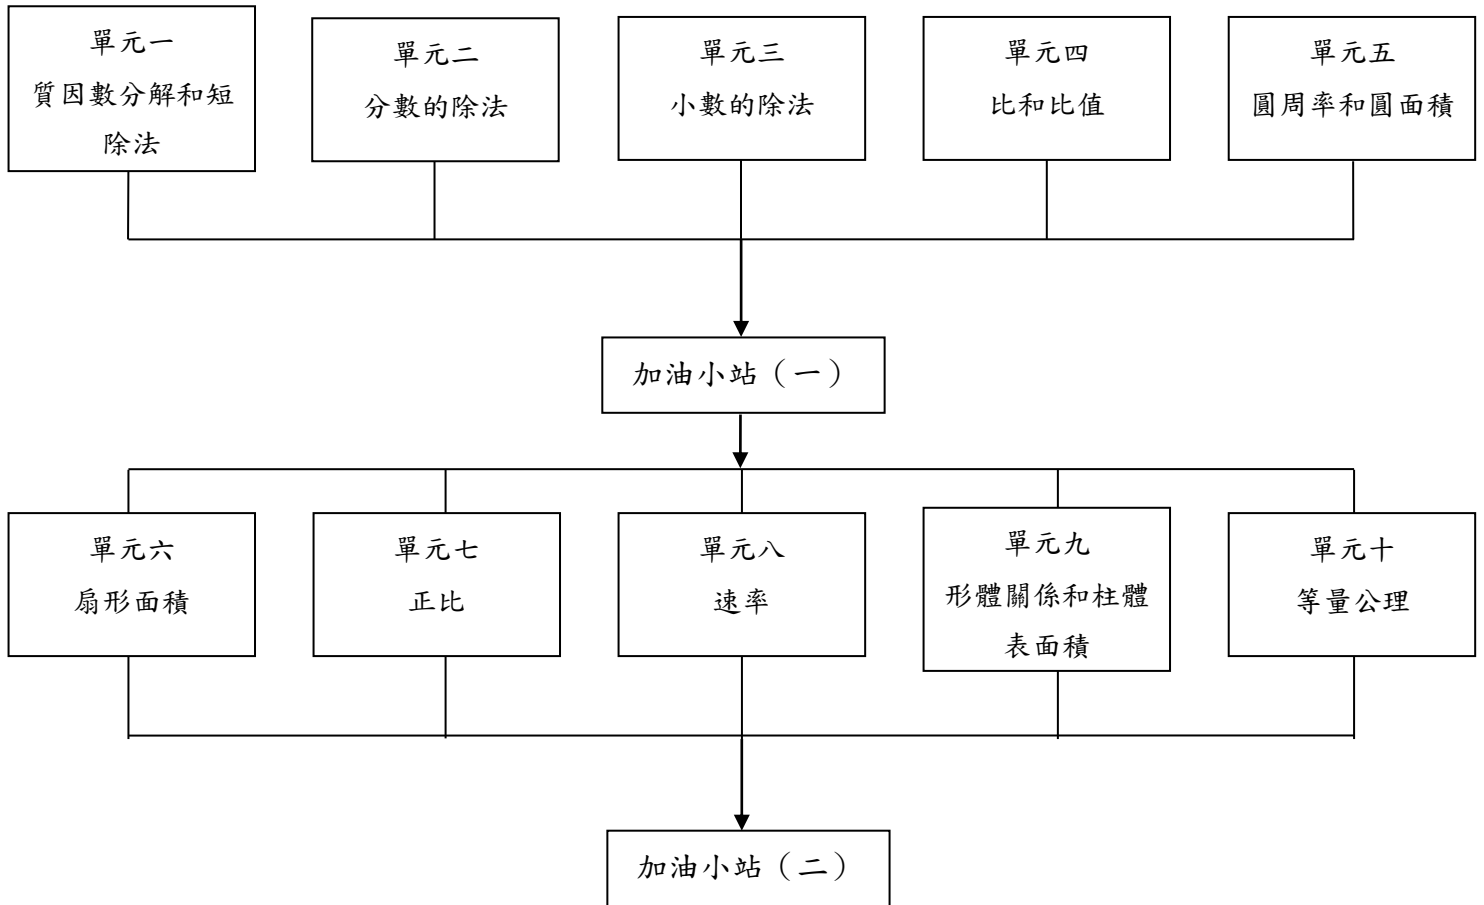 單元一
質因數分解和短
除法
單元二
分數的除法
單元三
小數的除法
單元四
比和比值
單元五
圓周率和圓面積
加油小站（一）
單元六
扇形面積
單元七
正比
單元八
速率
單元九
形體關係和柱體
表面積
單元十
等量公理
加油小站（二）